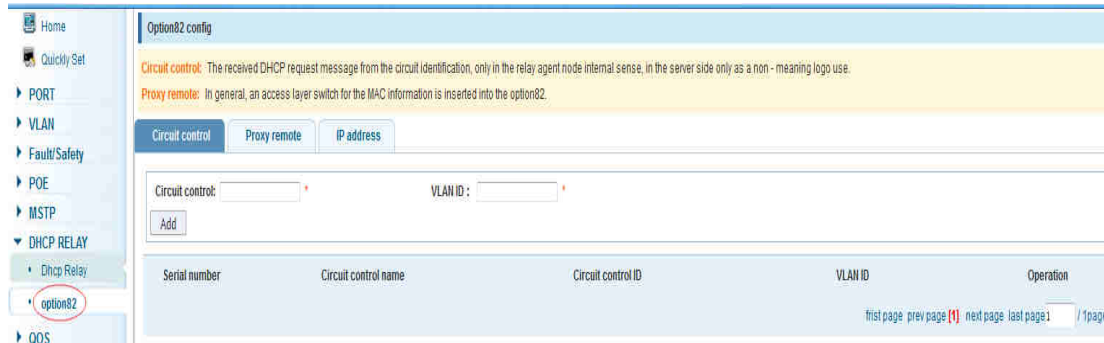 Home
Quickly Set
PORT
VLAN
Fault/Safety
POE
MSTP
DHCP RELAY
Dhcp Relay
option82
QOS
Option82 config
Circuit control: The received DHCP request message from the circuit identification, only in the relay agent node internal sense, in the server side only as a non - meaning logo use.
Proxy remote: In general, an access layer switch for the MAC information is inserted into the option82.
Circuit control Proxy remote IP address
Circuit control: * VLAN ID : *
Add
Serial number Circuit control name Circuit control ID VLAN ID Operation
frist page prev page [1] next page last page 1 / 1page